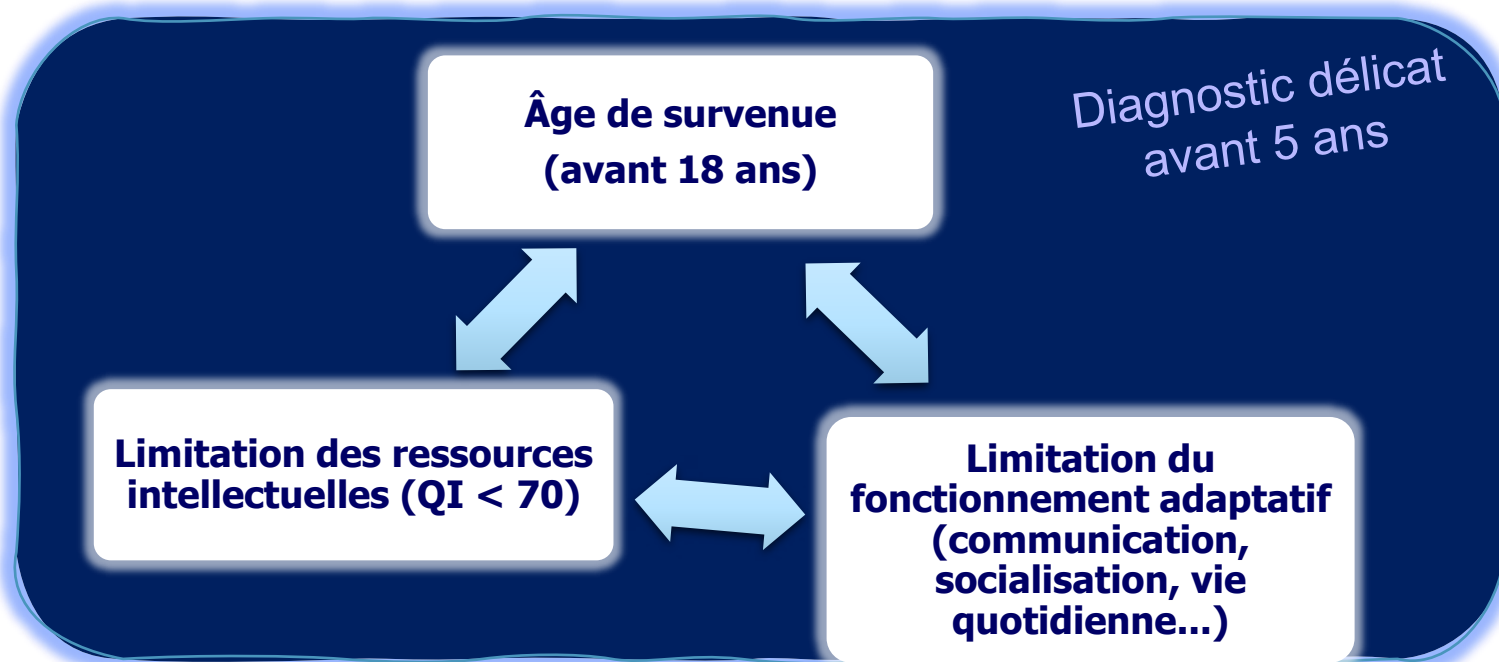 Âge de survenue
(avant 18 ans)
Diagnostic délicat
avant 5 ans
Limitation des ressources
intellectuelles (QI < 70)
Limitation du
fonctionnement adaptatif
(communication,
socialisation, vie
quotidienne...)